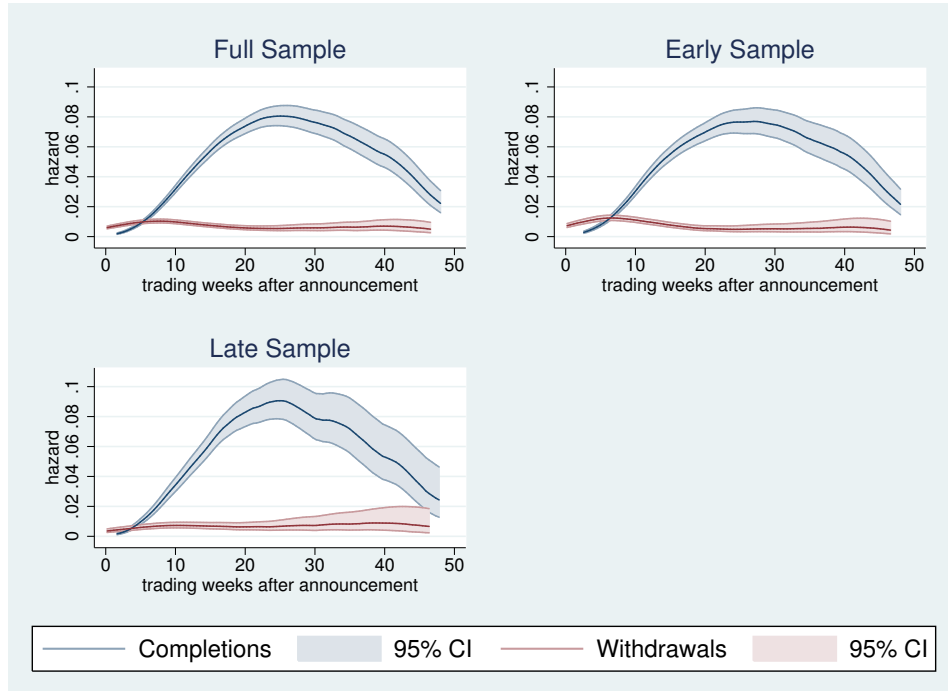 Full Sample
hazard
0 .02 .04 .06 .08 .1
0 10 20 30 40 50
trading weeks after announcement
Early Sample
hazard
0 .02 .04 .06 .08 .1
0 10 20 30 40 50
trading weeks after announcement
Late Sample
hazard
0 .02 .04 .06 .08 .1
0 10 20 30 40 50
trading weeks after announcement
Completions 95% CI Withdrawals 95% CI